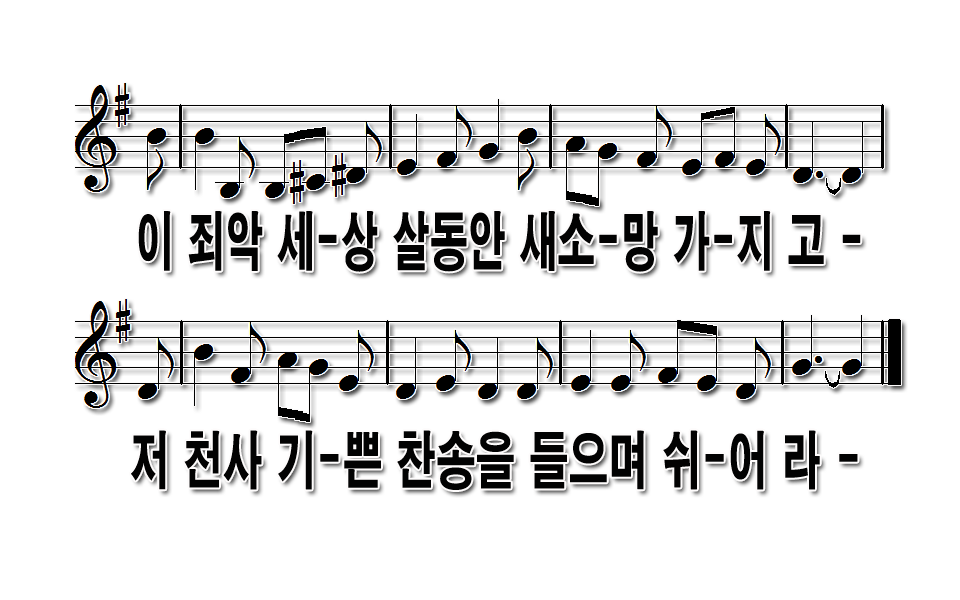 이 죄악 세-상 살동안 새소-망 가-지 고 -
저 천사 기-쁜 찬송을 들으며 쉬-어 라 -